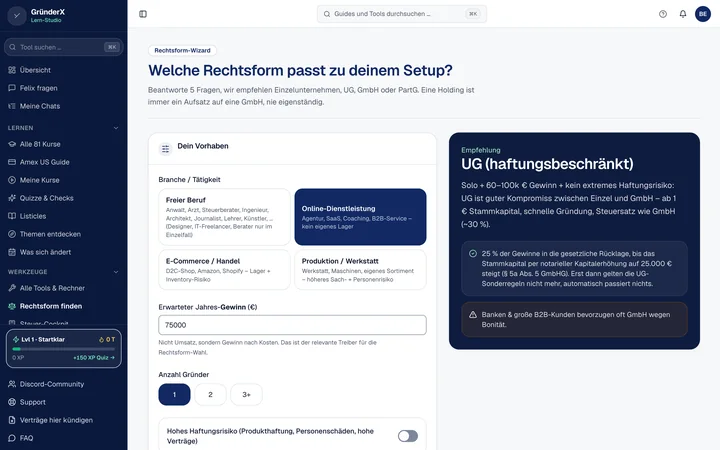 GründerX
Lern-Studio
Tool suchen ...
⌘K
Übersicht
Felix fragen
Meine Chats
LERNEN
Alle 81 Kurse
Amex US Guide
Meine Kurse
Quizze & Checks
Listicles
Themen entdecken
Was sich ändert
WERKZEUGE
Alle Tools & Rechner
Rechtsform finden
Steuer-Cockpit
Lvl 1 · Startklar
0 T
0 XP
+150 XP Quiz →
Discord-Community
Support
Verträge hier kündigen
FAQ
Guides und Tools durchsuchen ...
⌘K
BE
Rechtsform-Wizard
Welche Rechtsform passt zu deinem Setup?
Beantworte 5 Fragen, wir empfehlen Einzelunternehmen, UG, GmbH oder PartG. Eine Holding ist
immer ein Aufsatz auf eine GmbH, nie eigenständig.
Dein Vorhaben
Branche / Tätigkeit
Freier Beruf
Anwalt, Arzt, Steuerberater, Ingenieur,
Architekt, Journalist, Lehrer, Künstler, ...
(Designer, IT-Freelancer, Berater nur im
Einzelfall)
Online-Dienstleistung
Agentur, SaaS, Coaching, B2B-Service –
kein eigenes Lager
E-Commerce / Handel
D2C-Shop, Amazon, Shopify – Lager +
Inventar-Risiko
Produktion / Werkstatt
Werkstatt, Maschinen, eigenes Sortiment
– höheres Sach- + Personenrisiko
Erwarteter Jahres-Gewinn (€)
75000
Nicht Umsatz, sondern Gewinn nach Kosten. Das ist der relevante Treiber für die
Rechtsform-Wahl.
Anzahl Gründer
1
2
3+
Hohes Haftungsrisiko (Produkthaftung, Personenschäden, hohe
Verträge)
Empfehlung
UG (haftungsbeschränkt)
Solo + 60–100k € Gewinn + kein extremes Haftungsrisiko:
UG ist guter Kompromiss zwischen Einzel und GmbH – ab 1
€ Stammkapital, schnelle Gründung, Steuersatz wie GmbH
(~30 %).
25 % der Gewinne in die gesetzliche Rücklage, bis das
Stammkapital per notarieller Kapitalerhöhung auf 25.000 €
steigt (§ 5a Abs. 5 GmbHG). Erst dann gelten die UG-
Sonderregeln nicht mehr, automatisch passiert nichts.
Banken & große B2B-Kunden bevorzugen oft GmbH wegen
Bonität.